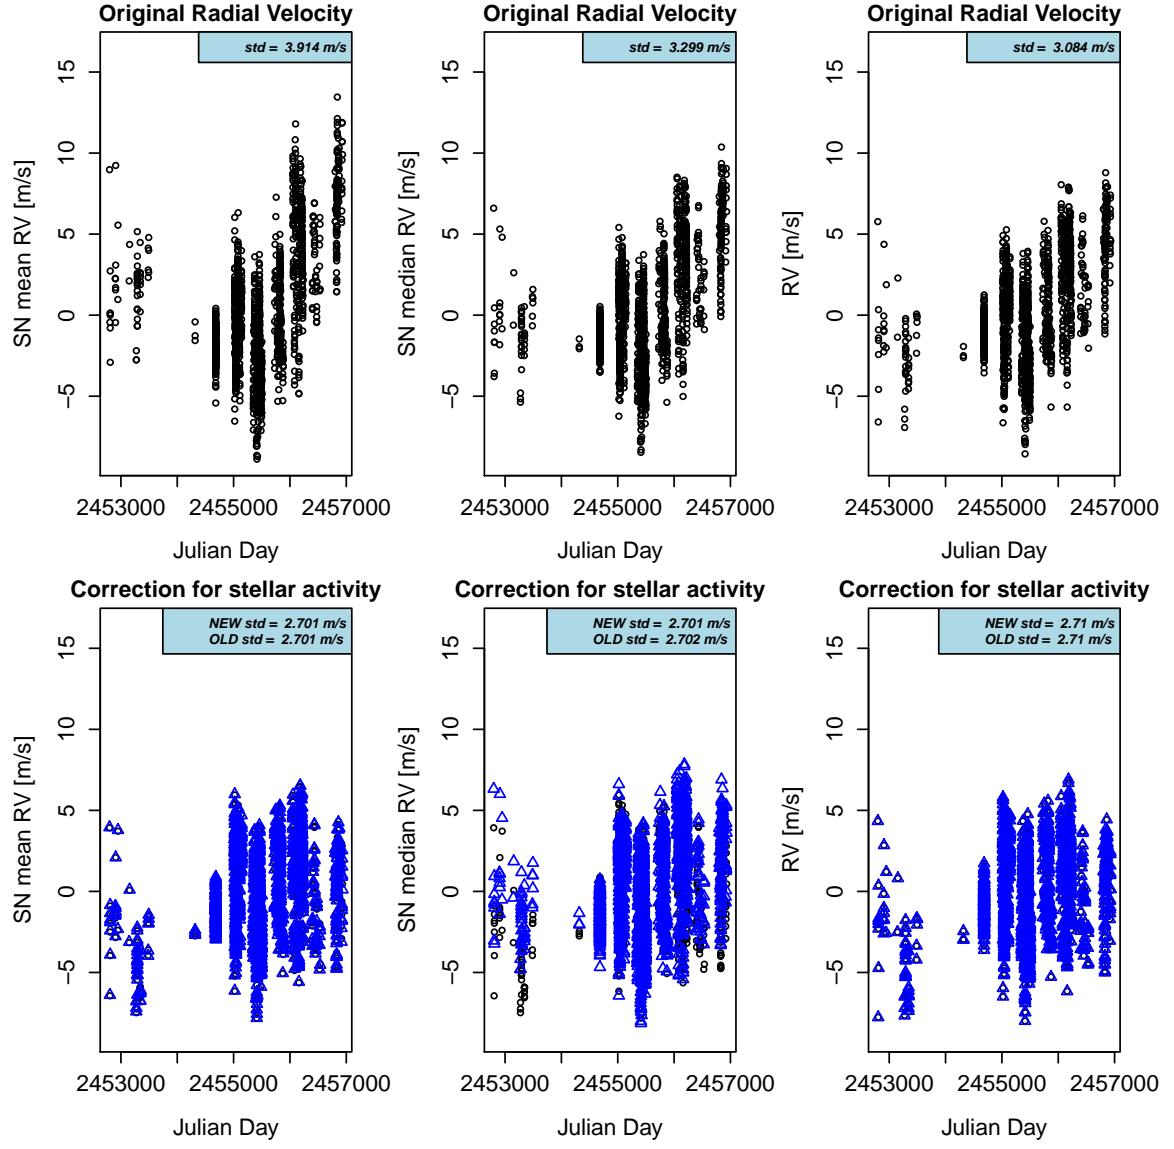 Original Radial Velocity
std = 3.914 m/s
SN mean RV [m/s]
15
10
5
0
−5
2453000 2455000 2457000
Julian Day
Original Radial Velocity
std = 3.299 m/s
SN median RV [m/s]
15
10
5
0
−5
2453000 2455000 2457000
Julian Day
Original Radial Velocity
std = 3.084 m/s
RV [m/s]
15
10
5
0
−5
2453000 2455000 2457000
Julian Day
Correction for stellar activity
NEW std = 2.701 m/s
OLD std = 2.701 m/s
SN mean RV [m/s]
15
10
5
0
−5
2453000 2455000 2457000
Julian Day
Correction for stellar activity
NEW std = 2.701 m/s
OLD std = 2.702 m/s
SN median RV [m/s]
15
10
5
0
−5
2453000 2455000 2457000
Julian Day
Correction for stellar activity
NEW std = 2.71 m/s
OLD std = 2.71 m/s
RV [m/s]
15
10
5
0
−5
2453000 2455000 2457000
Julian Day